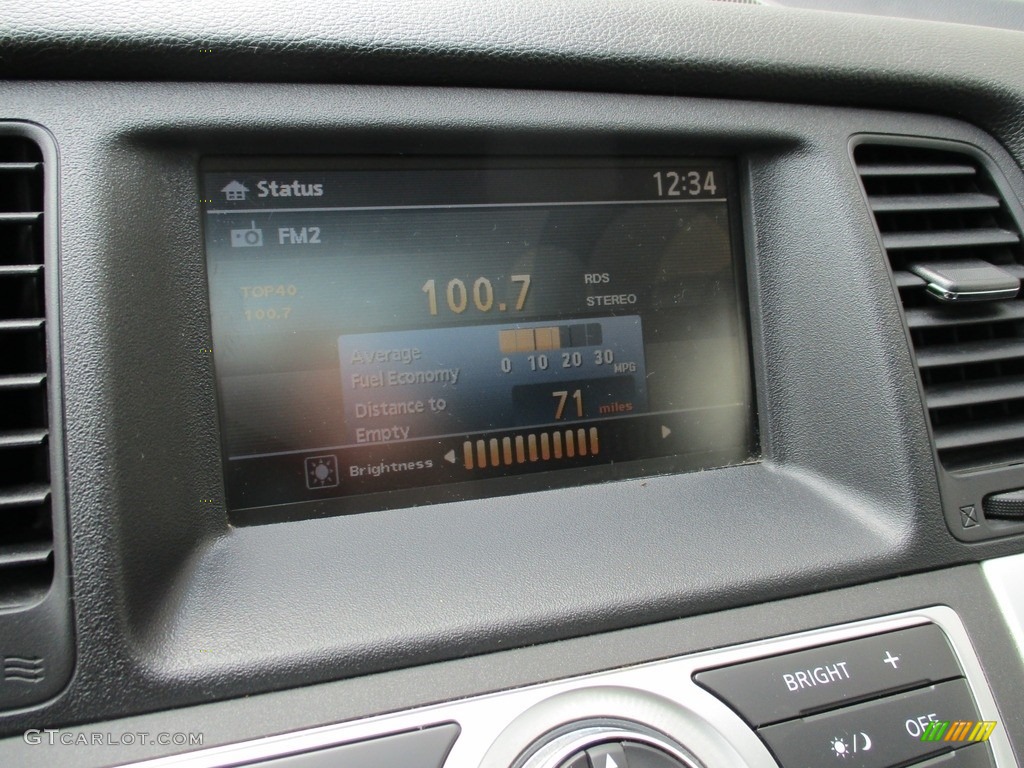 Status 12:34
FM2
TOP40 100.7 RDS
100.7 STEREO
Average
Fuel Economy 0 10 20 30 MPG
Distance to 71 miles
Empty
Brightness
BRIGHT +
OFF
GTCARLOT.COM